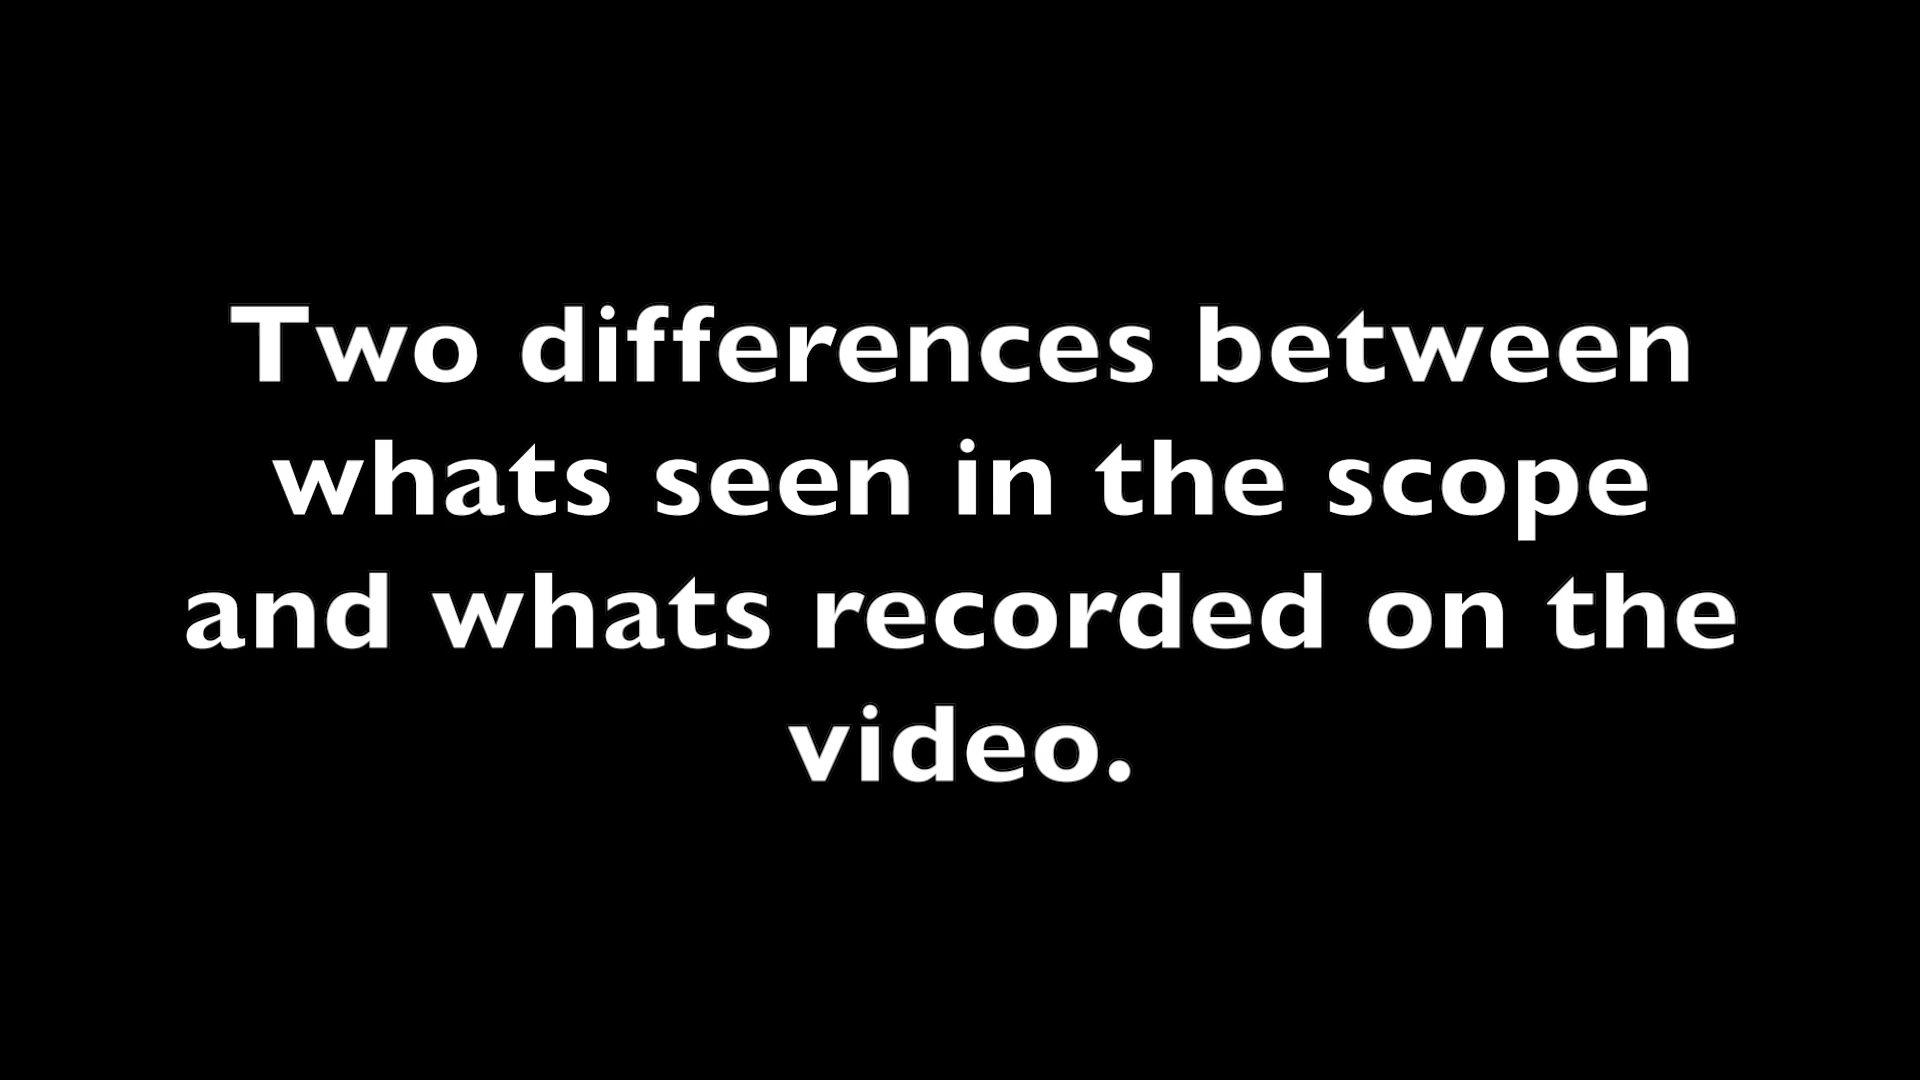 Two differences between
whats seen in the scope
and whats recorded on the
video.